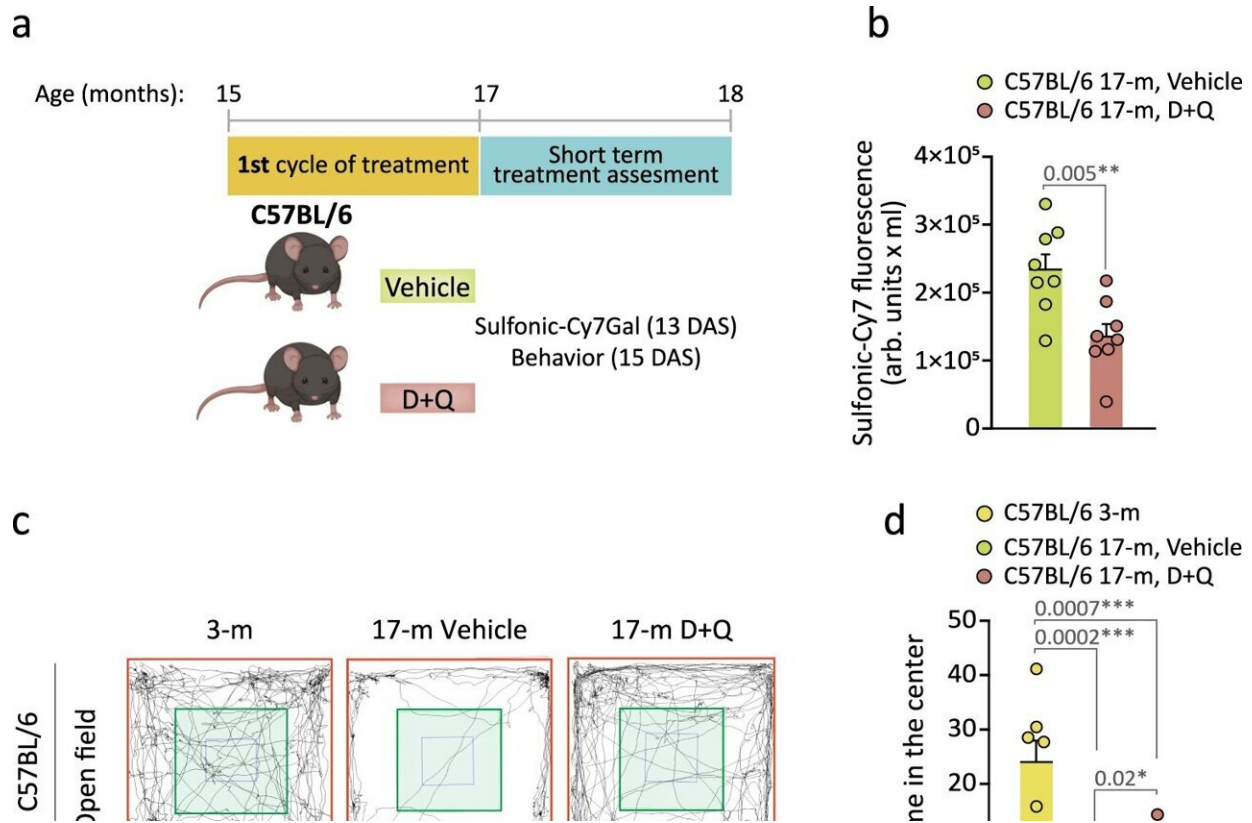 a
Age (months): 15 17 18
1st cycle of treatment
Short term
treatment assesment
C57BL/6
Vehicle
Sulfonic-Cy7Gal (13 DAS)
Behavior (15 DAS)
D+Q
b
C57BL/6 17-m, Vehicle
C57BL/6 17-m, D+Q
Sulfonic-Cy7 fluorescence
(arb. units x ml)
4×10⁵
3×10⁵
2×10⁵
1×10⁵
0
0.005**
c
3-m 17-m Vehicle 17-m D+Q
C57BL/6
Open field
d
C57BL/6 3-m
C57BL/6 17-m, Vehicle
C57BL/6 17-m, D+Q
in the center
50
40
30
20
0.0007***
0.0002***
0.02*